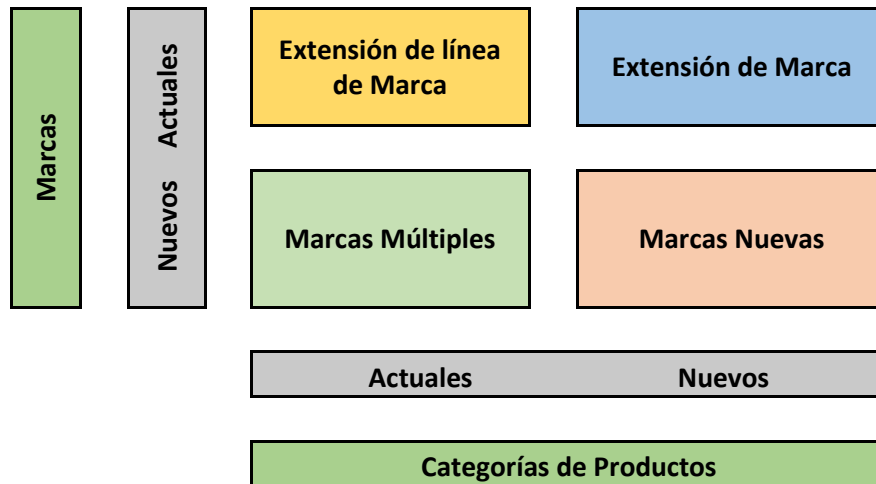 Marcas
Nuevos Actuales
Extensión de línea
de Marca
Extensión de Marca
Marcas Múltiples
Marcas Nuevas
Actuales Nuevos
Categorías de Productos